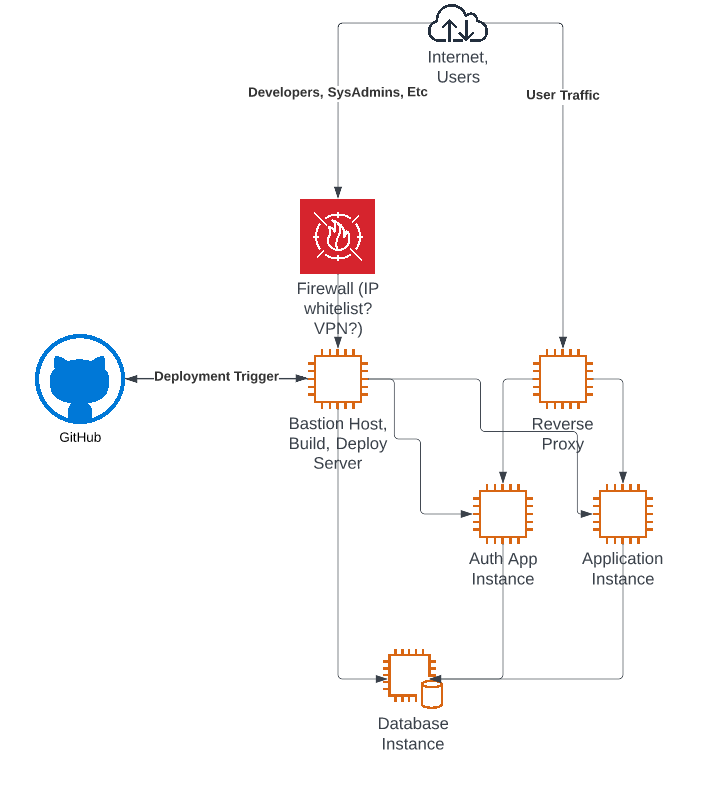 Internet,
Users
Developers, SysAdmins, Etc
User Traffic
Firewall (IP
whitelist?
VPN?)
Deployment Trigger
GitHub
Bastion Host,
Build, Deploy
Server
Reverse
Proxy
Auth App
Instance
Application
Instance
Database
Instance